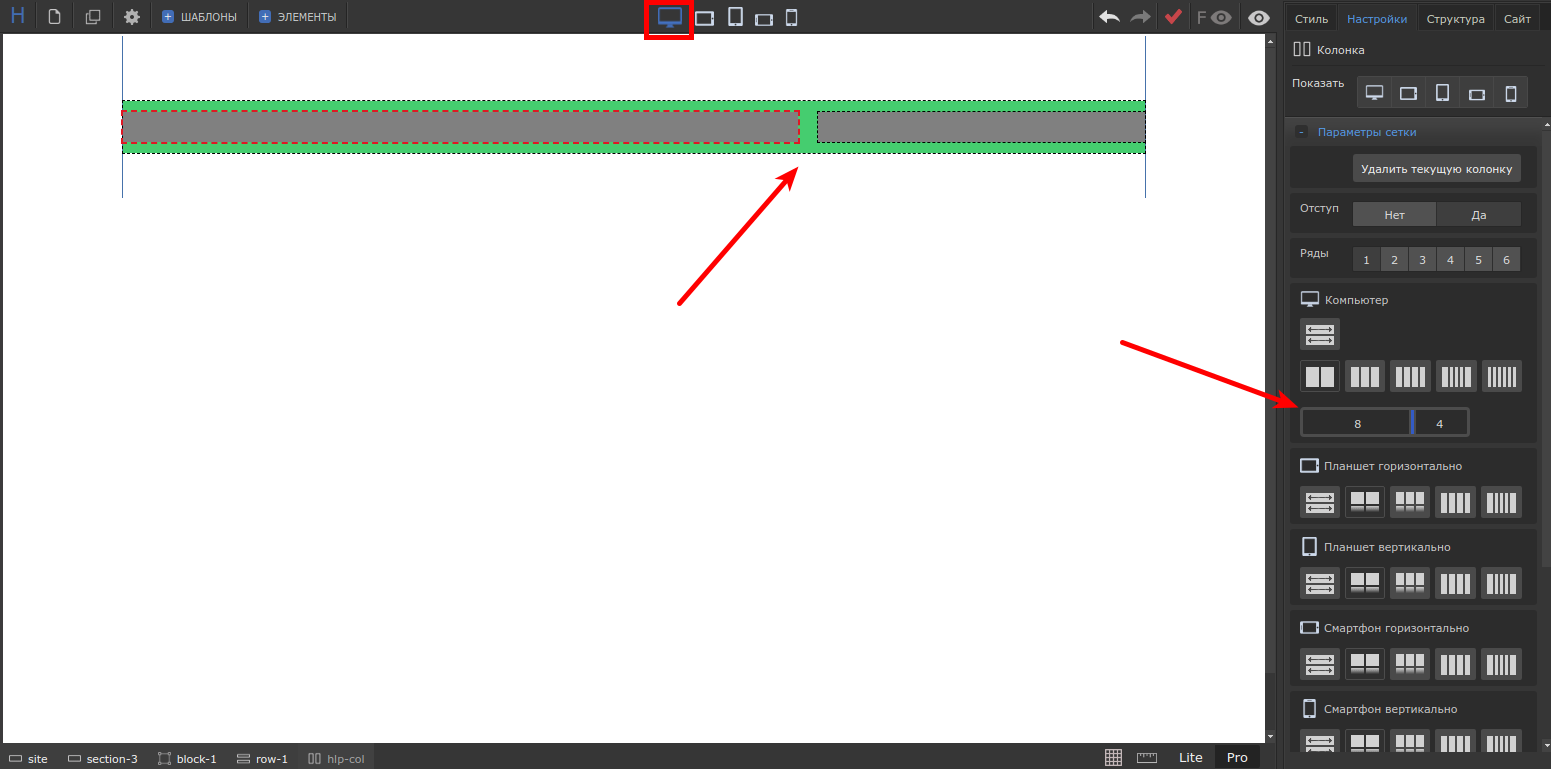 H
ШАБЛОНЫ
ЭЛЕМЕНТЫ
F
Стиль
Настройки
Структура
Сайт
Колонка
Показать
- Параметры сетки
Удалить текущую колонку
Отступ
Нет
Да
Ряды
1 2 3 4 5 6
Компьютер
8 4
Планшет горизонтально
Планшет вертикально
Смартфон горизонтально
Смартфон вертикально
site
section-3
block-1
row-1
hlp-col
Lite
Pro